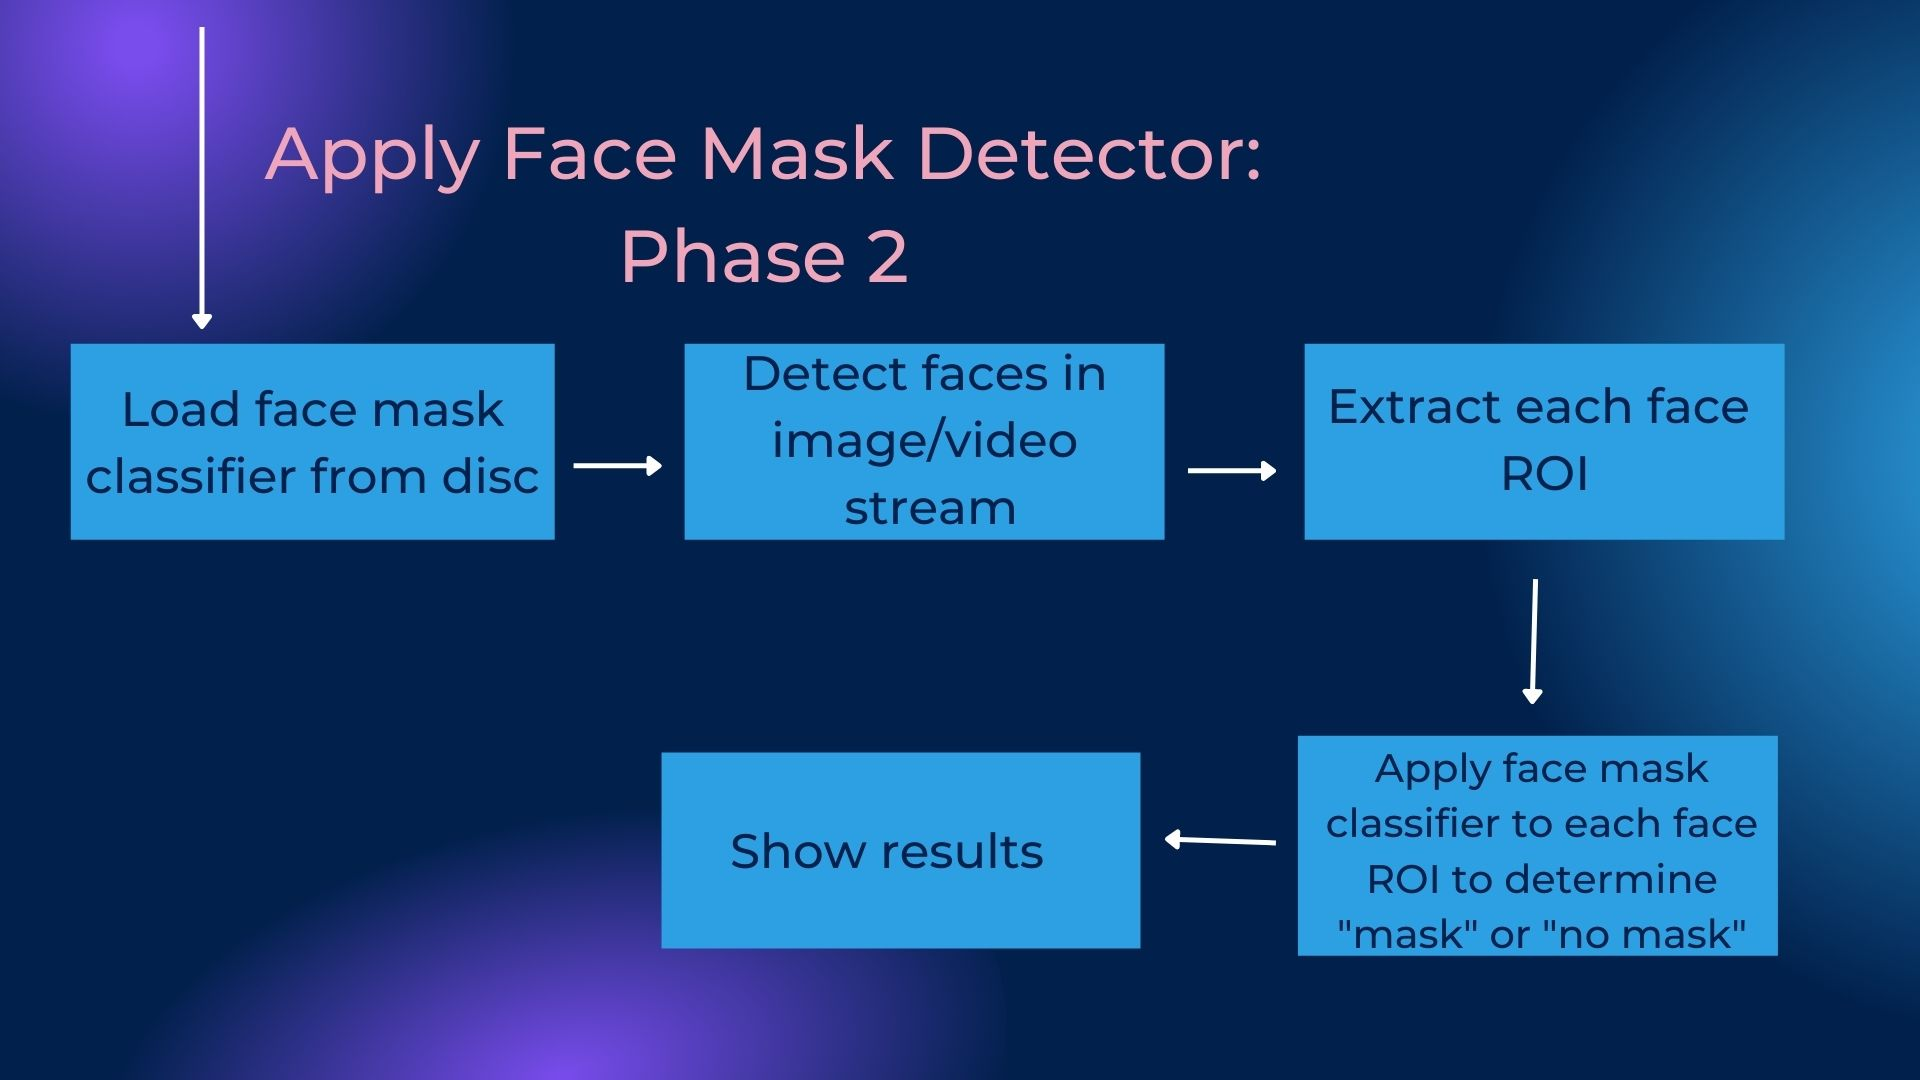 Apply Face Mask Detector:
Phase 2
Load face mask
classifier from disc
Detect faces in
image/video
stream
Extract each face
ROI
Apply face mask
classifier to each face
ROI to determine
"mask" or "no mask"
Show results